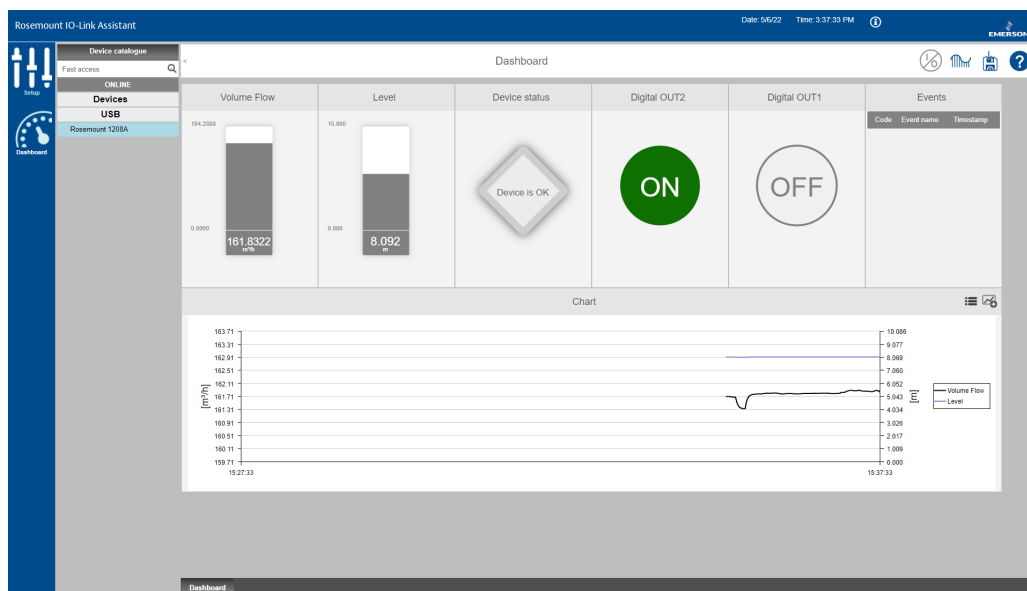 Rosemount IO-Link Assistant
Date: 5/6/22 Time: 3:37:33 PM
EMERSON
Setup
Dashboard
Device catalogue
Fast access
ONLINE
Devices
USB
Rosemount 1208A
<
Dashboard
I/O
?
Volume Flow
Level
Device status
Digital OUT2
Digital OUT1
Events
194.2886
0.0000
161.8322
m³/h
15.000
0.000
8.092
m
Device is OK
ON
OFF
Code Event name Timestamp
Chart
163.71
163.31
162.91
162.51
162.11
161.71
161.31
160.91
160.51
160.11
159.71
[m³/h]
15:27:33
15:37:33
10.086
9.077
8.069
7.060
6.052
5.043
4.034
3.026
2.017
1.009
0.000
[m]
Volume Flow
Level
Dashboard